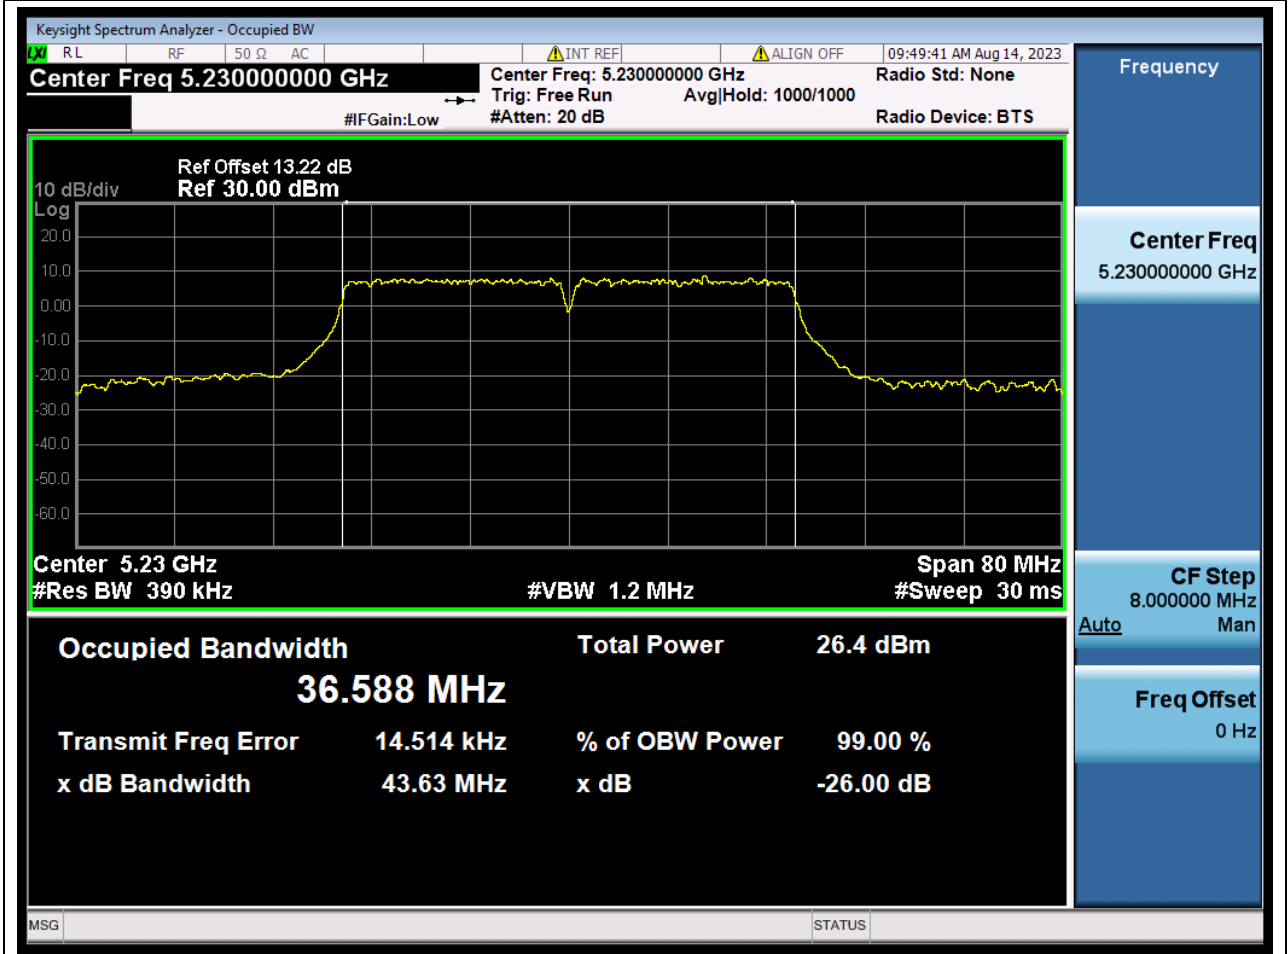 Keysight Spectrum Analyzer - Occupied BW
LXI RL RF 50 Ω AC INT REF ALIGN OFF 09:49:41 AM Aug 14, 2023
Center Freq 5.230000000 GHz
Center Freq: 5.230000000 GHz
Radio Std: None
Trig: Free Run Avg|Hold: 1000/1000
#IFGain:Low
#Atten: 20 dB
Radio Device: BTS
Ref Offset 13.22 dB
10 dB/div Ref 30.00 dBm
Log
20.0
10.0
0.00
-10.0
-20.0
-30.0
-40.0
-50.0
-60.0
Center 5.23 GHz Span 80 MHz
#Res BW 390 kHz #VBW 1.2 MHz #Sweep 30 ms
Occupied Bandwidth Total Power 26.4 dBm
36.588 MHz
Transmit Freq Error 14.514 kHz % of OBW Power 99.00 %
x dB Bandwidth 43.63 MHz x dB -26.00 dB
MSG STATUS
Frequency
Center Freq
5.230000000 GHz
CF Step
8.000000 MHz
Auto Man
Freq Offset
0 Hz